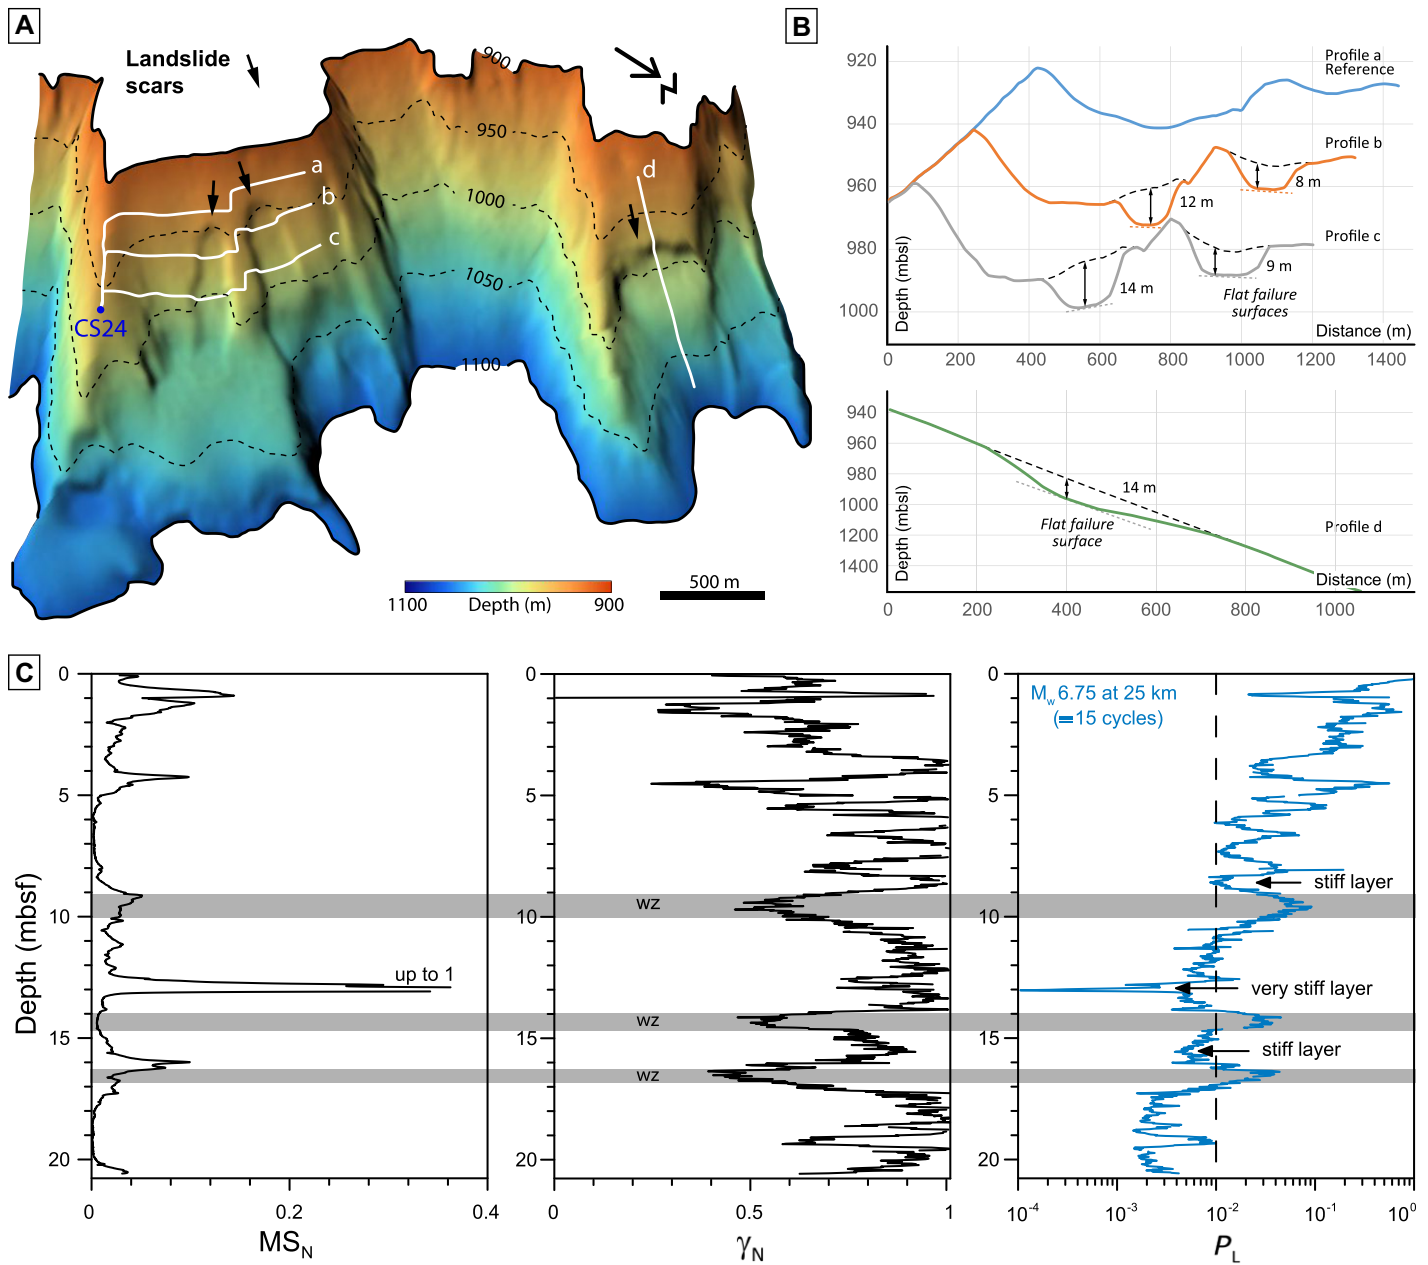 A
Landslide
scars
900
950
1000
1050
1100
a
b
c
d
CS24
1100
Depth (m)
900
500 m
B
920
940
960
980
1000
Depth (mbsl)
Profile a
Reference
Profile b
8 m
12 m
Profile c
9 m
14 m
Flat failure
surfaces
Distance (m)
0
200
400
600
800
1000
1200
1400
940
960
980
1000
1200
1400
Depth (mbsl)
14 m
Flat failure
surface
Profile d
Distance (m)
0
200
400
600
800
1000
C
Depth (mbsf)
0
5
10
15
20
up to 1
0
0.2
0.4
MSN
0
5
10
15
20
wz
wz
wz
0
0.5
1
γN
0
5
10
15
20
Mw 6.75 at 25 km
(=15 cycles)
stiff layer
very stiff layer
stiff layer
10-4
10-3
10-2
10-1
100
PL